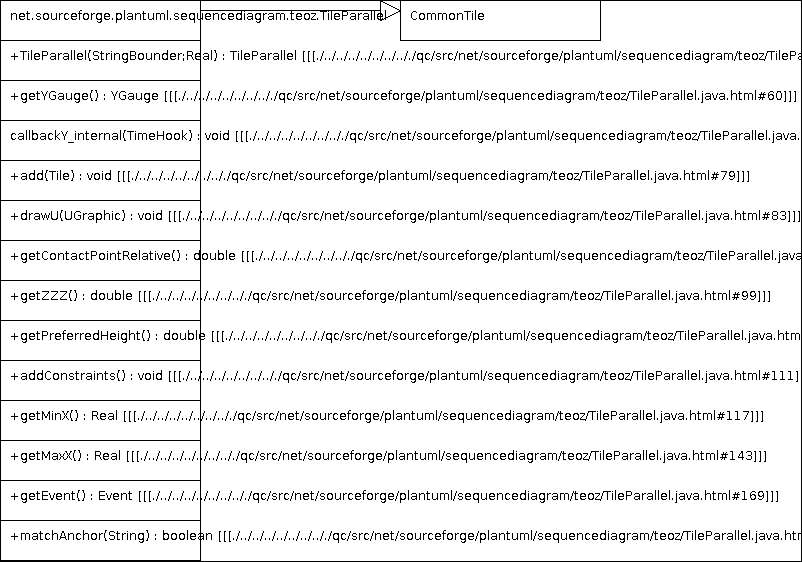 net.sourceforge.plantuml.sequencediagram.teoz.TileParallel
CommonTile
+TileParallel(StringBounder;Real) : TileParallel [[[./../../../../../../../qc/src/net/sourceforge/plantuml/sequencediagram/teoz/TilePa
+getYGauge() : YGauge [[[./../../../../../../../qc/src/net/sourceforge/plantuml/sequencediagram/teoz/TileParallel.java.html#60]]]
callbackY_internal(TimeHook) : void [[[./../../../../../../../qc/src/net/sourceforge/plantuml/sequencediagram/teoz/TileParallel.java.
+add(Tile) : void [[[./../../../../../../../qc/src/net/sourceforge/plantuml/sequencediagram/teoz/TileParallel.java.html#79]]]
+drawU(UGraphic) : void [[[./../../../../../../../qc/src/net/sourceforge/plantuml/sequencediagram/teoz/TileParallel.java.html#83]]]
+getContactPointRelative() : double [[[./../../../../../../../qc/src/net/sourceforge/plantuml/sequencediagram/teoz/TileParallel.java
+getZZZ() : double [[[./../../../../../../../qc/src/net/sourceforge/plantuml/sequencediagram/teoz/TileParallel.java.html#99]]]
+getPreferredHeight() : double [[[./../../../../../../../qc/src/net/sourceforge/plantuml/sequencediagram/teoz/TileParallel.java.htm
+addConstraints() : void [[[./../../../../../../../qc/src/net/sourceforge/plantuml/sequencediagram/teoz/TileParallel.java.html#111]
+getMinX() : Real [[[./../../../../../../../qc/src/net/sourceforge/plantuml/sequencediagram/teoz/TileParallel.java.html#117]]]
+getMaxX() : Real [[[./../../../../../../../qc/src/net/sourceforge/plantuml/sequencediagram/teoz/TileParallel.java.html#143]]]
+getEvent() : Event [[[./../../../../../../../qc/src/net/sourceforge/plantuml/sequencediagram/teoz/TileParallel.java.html#169]]]
+matchAnchor(String) : boolean [[[./../../../../../../../qc/src/net/sourceforge/plantuml/sequencediagram/teoz/TileParallel.java.htm